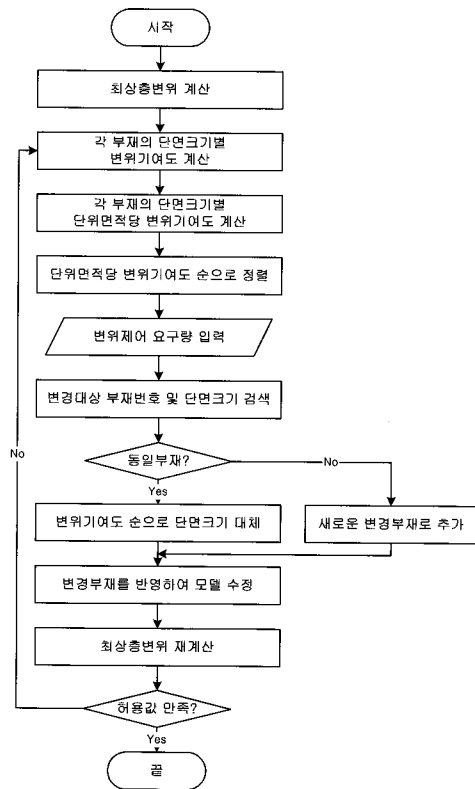 시작
최상층변위 계산
각 부재의 단면크기별
변위기여도 계산
각 부재의 단면크기별
단위면적당 변위기여도 계산
단위면적당 변위기여도 순으로 정렬
변위제어 요구량 입력
변경대상 부재번호 및 단면크기 검색
동일부재?
No
Yes
No
변위기여도 순으로 단면크기 대체
새로운 변경부재로 추가
변경부재를 반영하여 모델 수정
최상층변위 재계산
허용값 만족?
Yes
끝